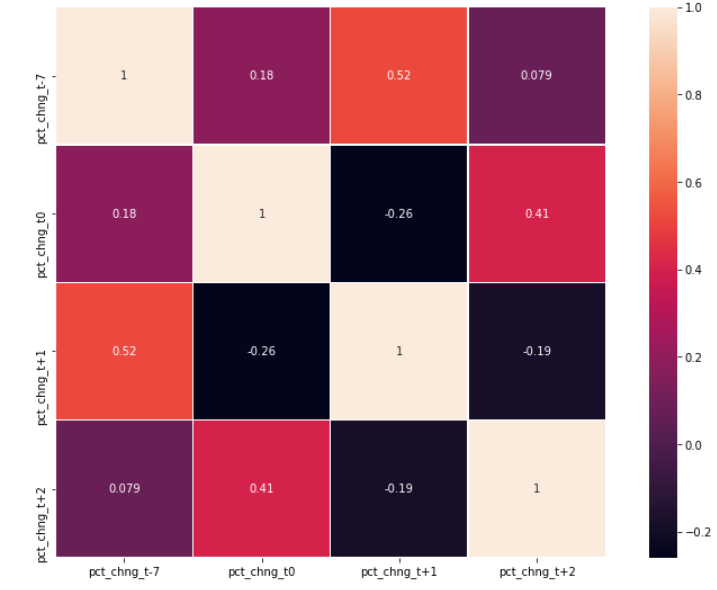 pct_chng_t-7 1 0.18 0.52 0.079
pct_chng_t0 0.18 1 -0.26 0.41
pct_chng_t+1 0.52 -0.26 1 -0.19
pct_chng_t+2 0.079 0.41 -0.19 1
pct_chng_t-7 pct_chng_t0 pct_chng_t+1 pct_chng_t+2
1.0
0.8
0.6
0.4
0.2
0.0
−0.2